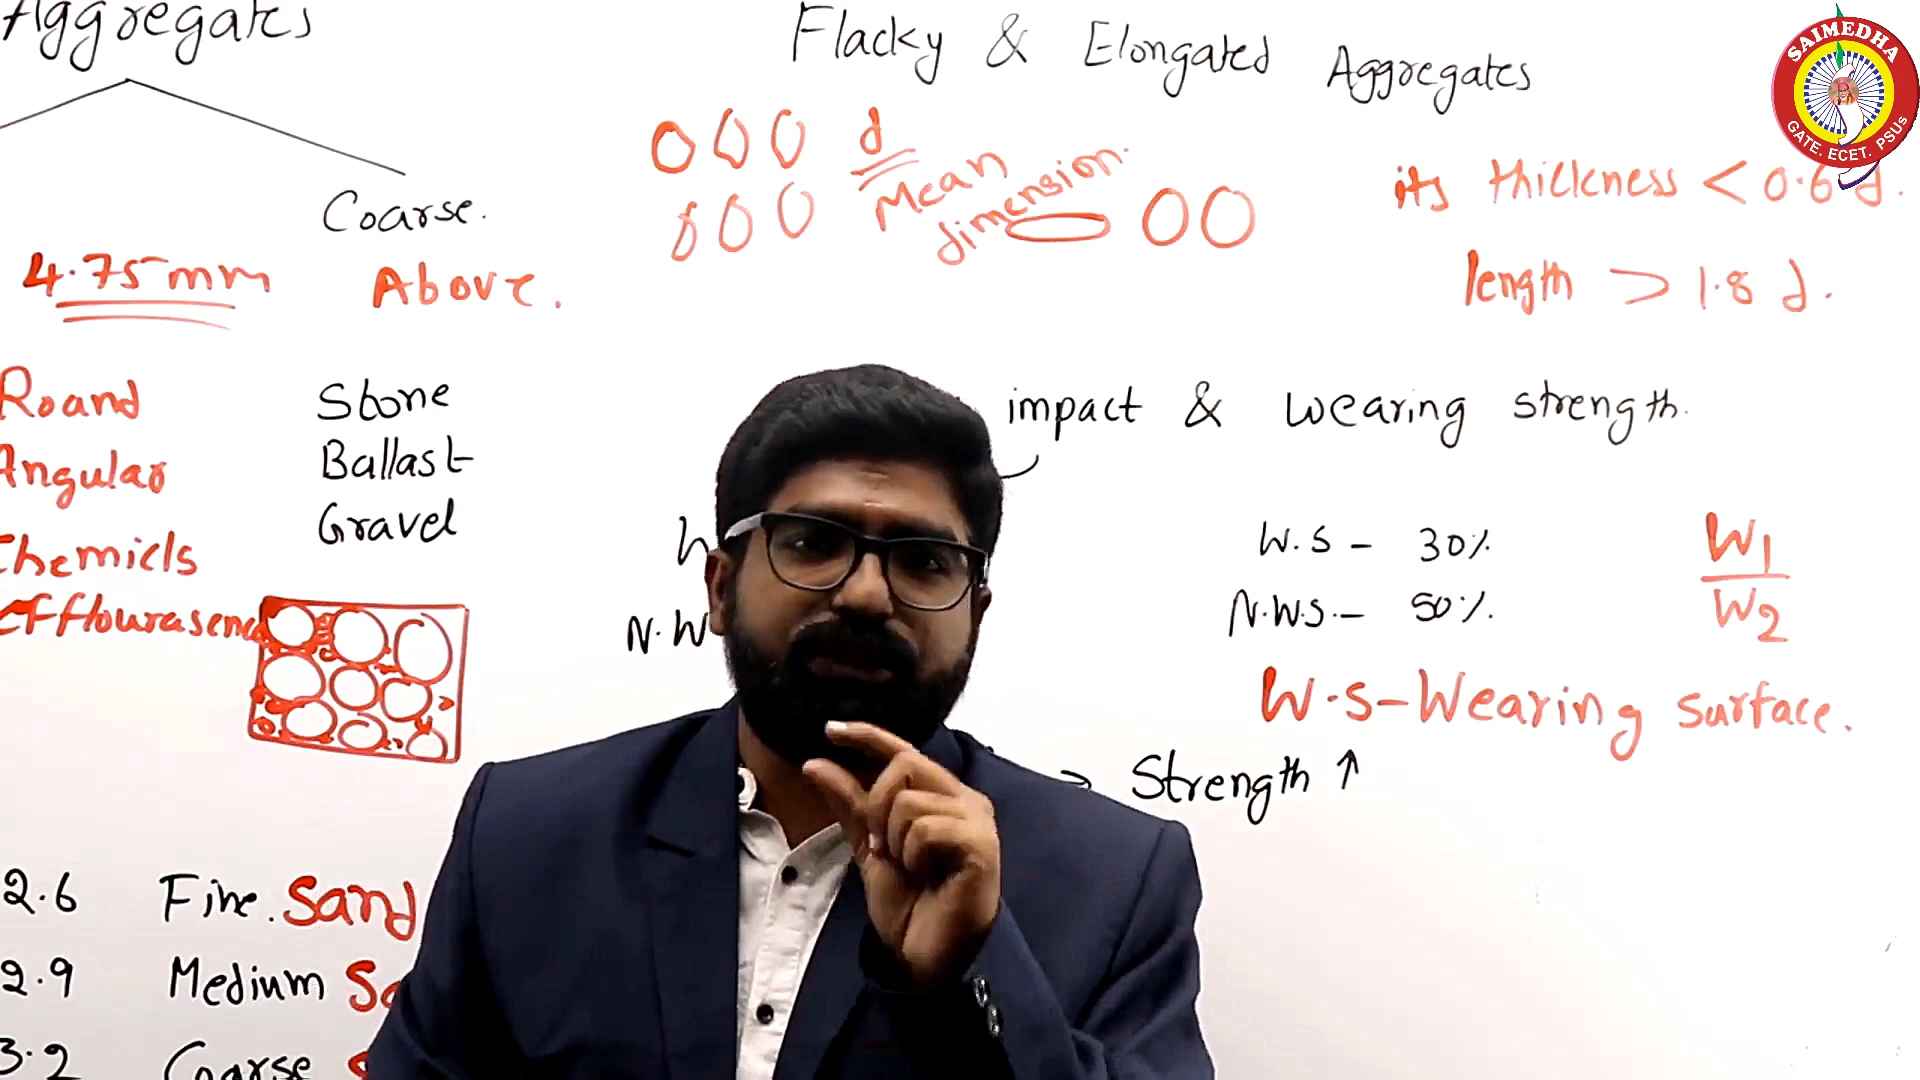 Aggregates
Coarse.
4.75mm Above.
Roand
Angular
Chemicls
Efflourasence
Stone
Ballast
Gravel
2.6 Fine. Sand
2.9 Medium
3.2 Coarse
Flacky & Elongated Aggregates
d
Mean
dimension.
its thickness < 0.6 d.
length > 1.8 d.
impact & wearing strength.
W.S - 30%.
N.W.S.- 50%.
W1
W2
W.S-Wearing surface.
→ Strength ↑
N.W
SAIMEDHA
GATE. ECET. PSUs